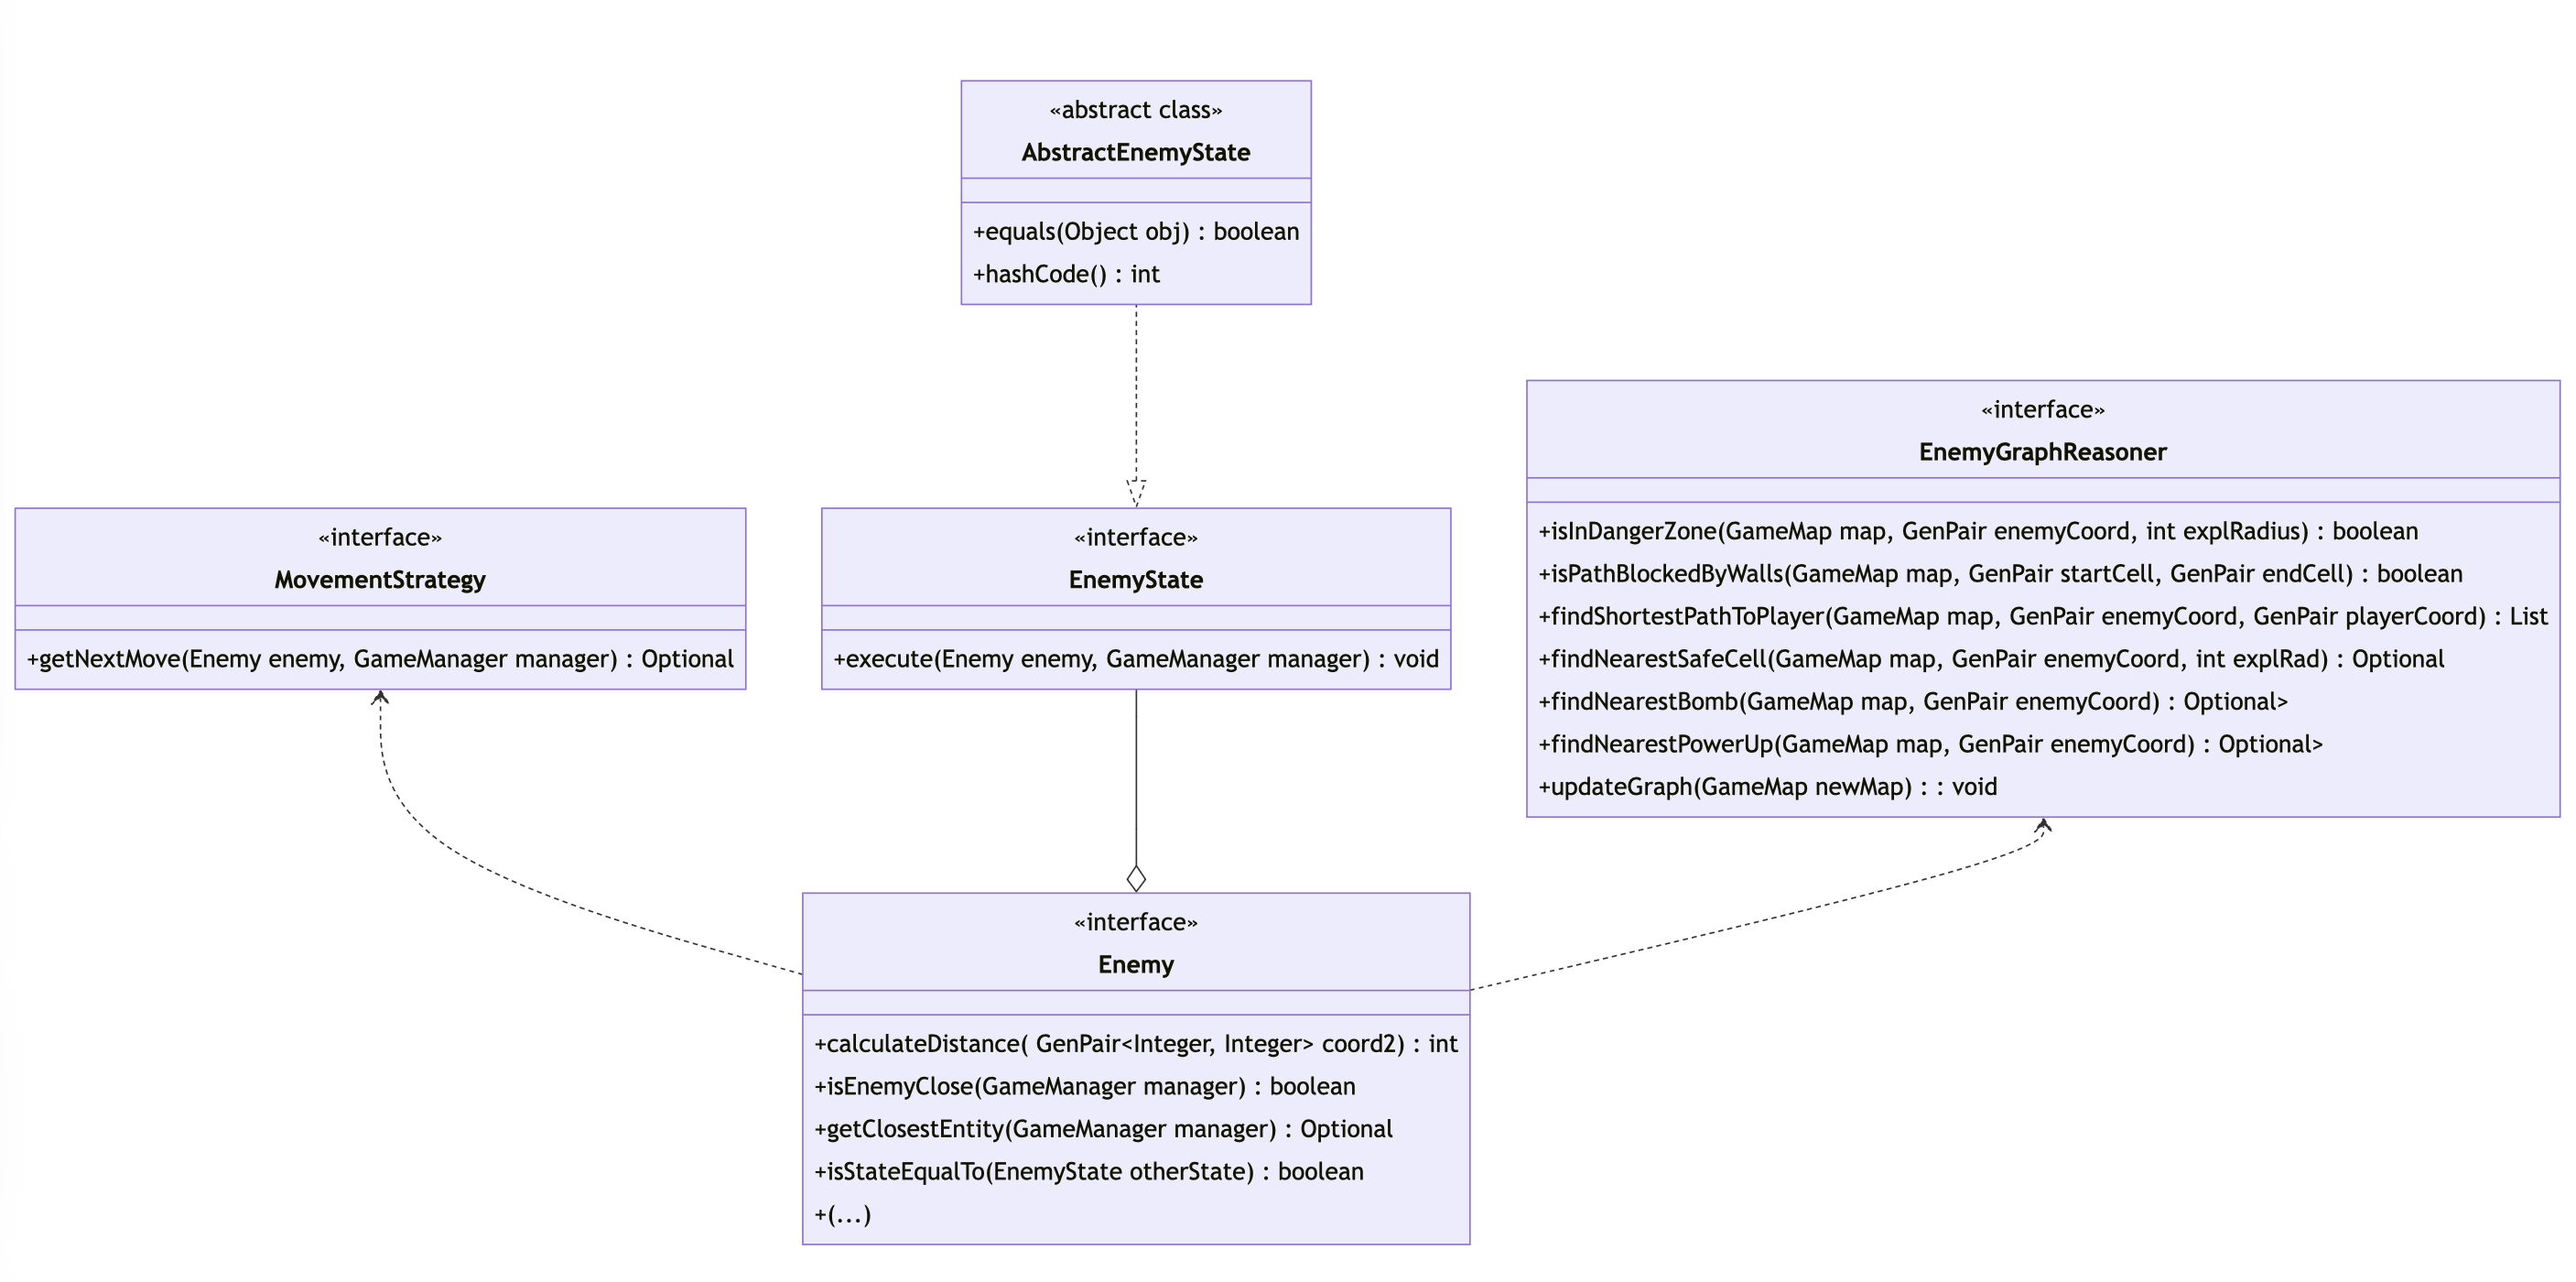 «abstract class»
AbstractEnemyState
+equals(Object obj) : boolean
+hashCode() : int
«interface»
MovementStrategy
+getNextMove(Enemy enemy, GameManager manager) : Optional
«interface»
EnemyState
+execute(Enemy enemy, GameManager manager) : void
«interface»
EnemyGraphReasoner
+isInDangerZone(GameMap map, GenPair enemyCoord, int explRadius) : boolean
+isPathBlockedByWalls(GameMap map, GenPair startCell, GenPair endCell) : boolean
+findShortestPathToPlayer(GameMap map, GenPair enemyCoord, GenPair playerCoord) : List
+findNearestSafeCell(GameMap map, GenPair enemyCoord, int explRad) : Optional
+findNearestBomb(GameMap map, GenPair enemyCoord) : Optional>
+findNearestPowerUp(GameMap map, GenPair enemyCoord) : Optional>
+updateGraph(GameMap newMap) : : void
«interface»
Enemy
+calculateDistance( GenPair<Integer, Integer> coord2) : int
+isEnemyClose(GameManager manager) : boolean
+getClosestEntity(GameManager manager) : Optional
+isStateEqualTo(EnemyState otherState) : boolean
+(...)